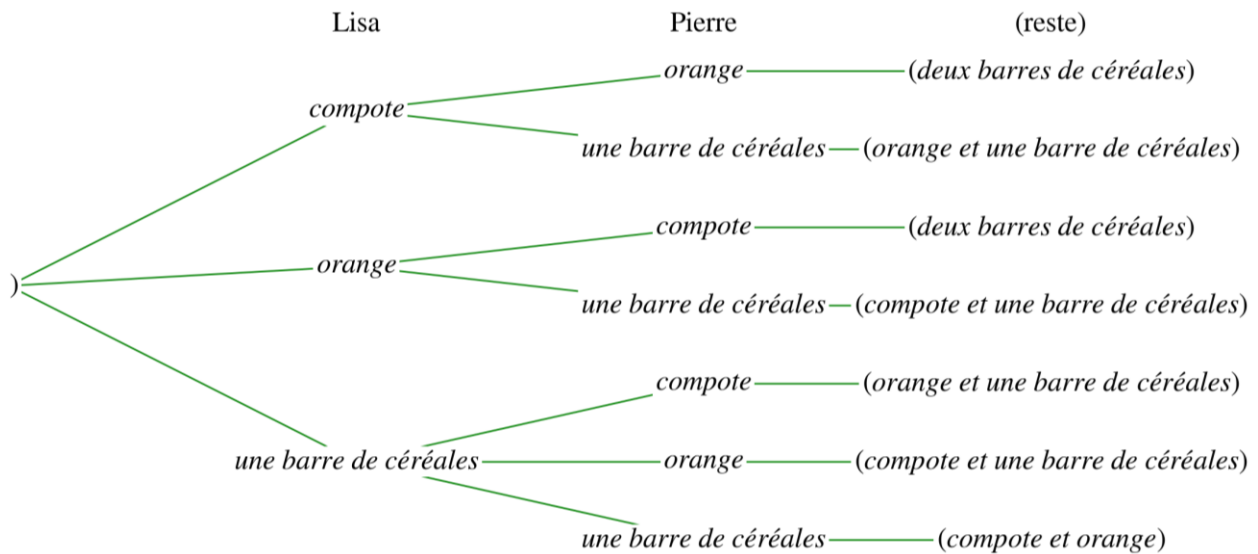 Lisa Pierre (reste)
orange (deux barres de céréales)
compote
une barre de céréales (orange et une barre de céréales)
compote (deux barres de céréales)
orange
)
une barre de céréales (compote et une barre de céréales)
compote (orange et une barre de céréales)
une barre de céréales orange (compote et une barre de céréales)
une barre de céréales (compote et orange)